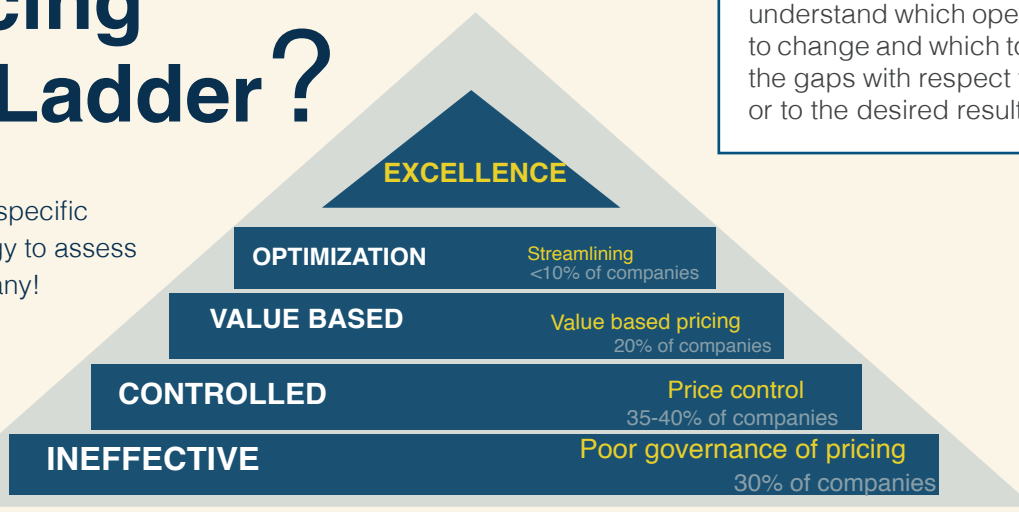 cing
Ladder?
specific
gy to assess
any!
understand which ope
to change and which to
the gaps with respect
or to the desired result
EXCELLENCE
OPTIMIZATION
Streamlining
<10% of companies
VALUE BASED
Value based pricing
20% of companies
CONTROLLED
Price control
35-40% of companies
INEFFECTIVE
Poor governance of pricing
30% of companies